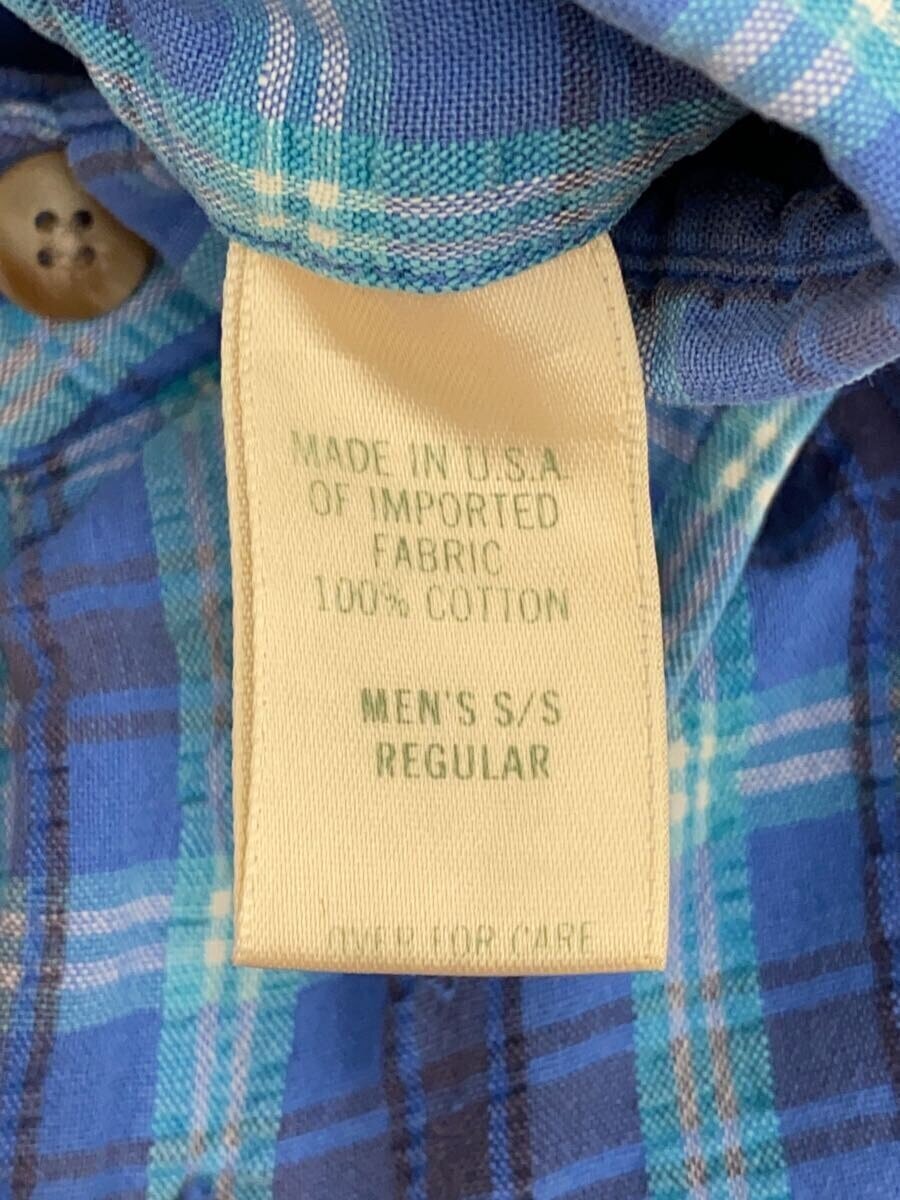 MADE IN U.S.A.
OF IMPORTED
FABRIC
100% COTTON
MEN'S S/S
REGULAR
OVER FOR CARE